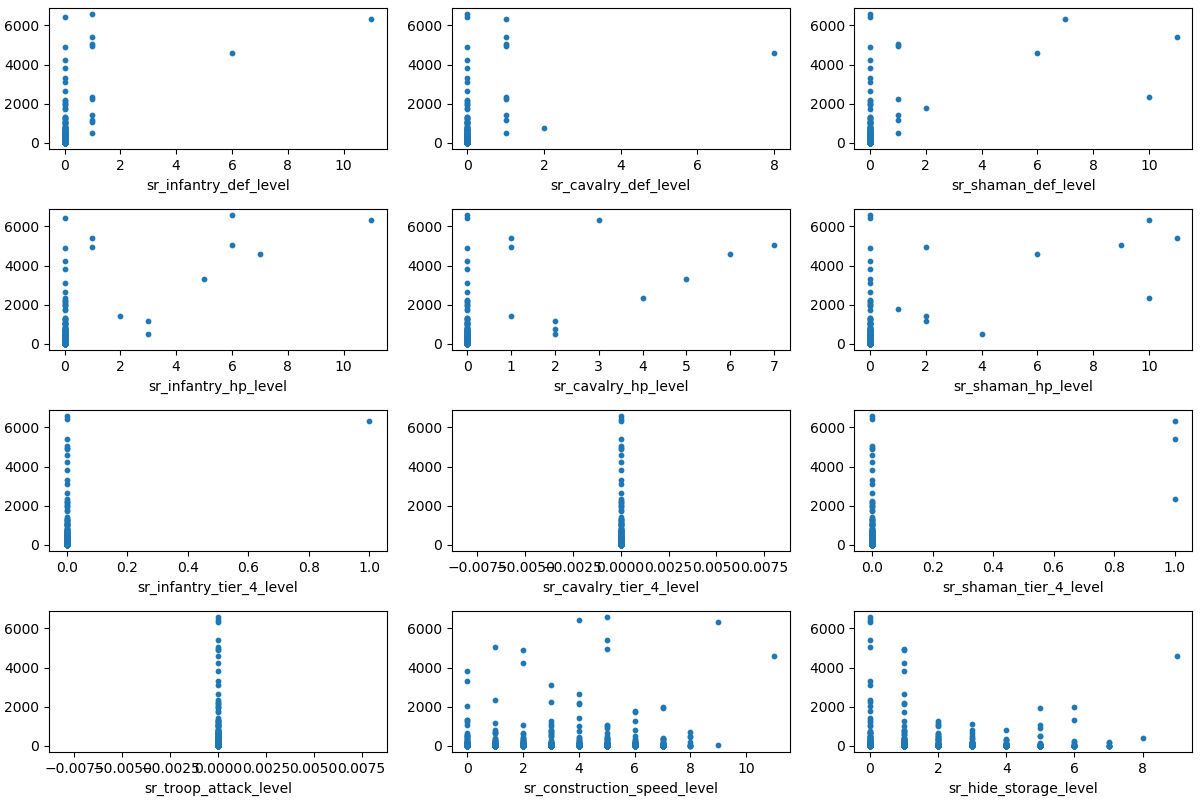 6000
4000
2000
0
0 2 4 6 8 10
sr_infantry_def_level
6000
4000
2000
0
0 2 4 6 8
sr_cavalry_def_level
6000
4000
2000
0
0 2 4 6 8 10
sr_shaman_def_level
6000
4000
2000
0
0 2 4 6 8 10
sr_infantry_hp_level
6000
4000
2000
0
0 1 2 3 4 5 6 7
sr_cavalry_hp_level
6000
4000
2000
0
0 2 4 6 8 10
sr_shaman_hp_level
6000
4000
2000
0
0.0 0.2 0.4 0.6 0.8 1.0
sr_infantry_tier_4_level
6000
4000
2000
0
−0.0075 −0.0050 −0.0025 0.0000 0.0025 0.0050 0.0075
sr_cavalry_tier_4_level
6000
4000
2000
0
0.0 0.2 0.4 0.6 0.8 1.0
sr_shaman_tier_4_level
6000
4000
2000
0
−0.0075 −0.0050 −0.0025 0.0000 0.0025 0.0050 0.0075
sr_troop_attack_level
6000
4000
2000
0
0 2 4 6 8 10
sr_construction_speed_level
6000
4000
2000
0
0 2 4 6 8
sr_hide_storage_level